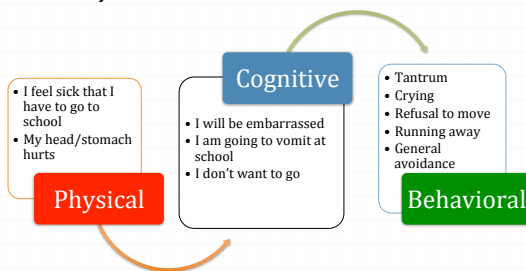 • I feel sick that I
have to go to
school
• My head/stomach
hurts
Physical
Cognitive
• I will be embarrassed
• I am going to vomit at
school
• I don't want to go
• Tantrum
• Crying
• Refusal to move
• Running away
• General
avoidance
Behavioral